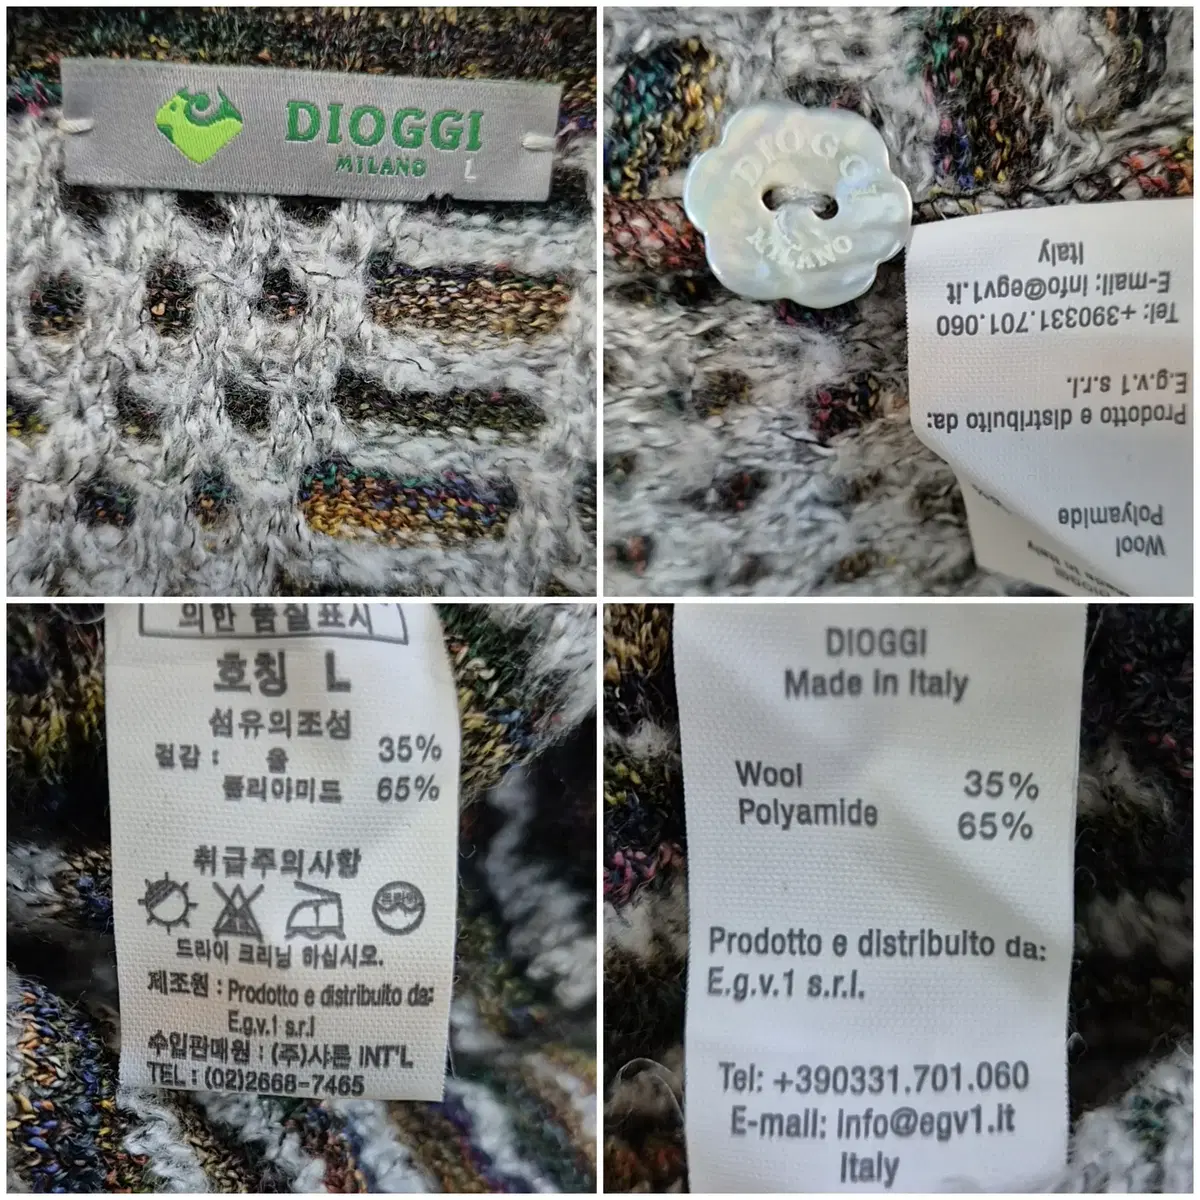 DIOGGI
MILANO
L
DIOGGI
MILANO
Wool
Polyamide
Prodotto e distribuito da:
E.g.v.1 s.r.l.
Tel: +390331.701.060
E-mail: info@egv1.it
Italy
의한 품질표시
호칭 L
섬유의조성
겉감 : 울 35%
폴리아미드 65%
취급주의사항
드라이
드라이 크리닝 하십시오.
제조원 : Prodotto e distribuito da:
E.g.v.1 s.r.l
수입판매원 : (주)샤른 INT'L
TEL : (02)2668-7465
DIOGGI
Made in Italy
Wool 35%
Polyamide 65%
Prodotto e distribuito da:
E.g.v.1 s.r.l.
Tel: +390331.701.060
E-mail: info@egv1.it
Italy